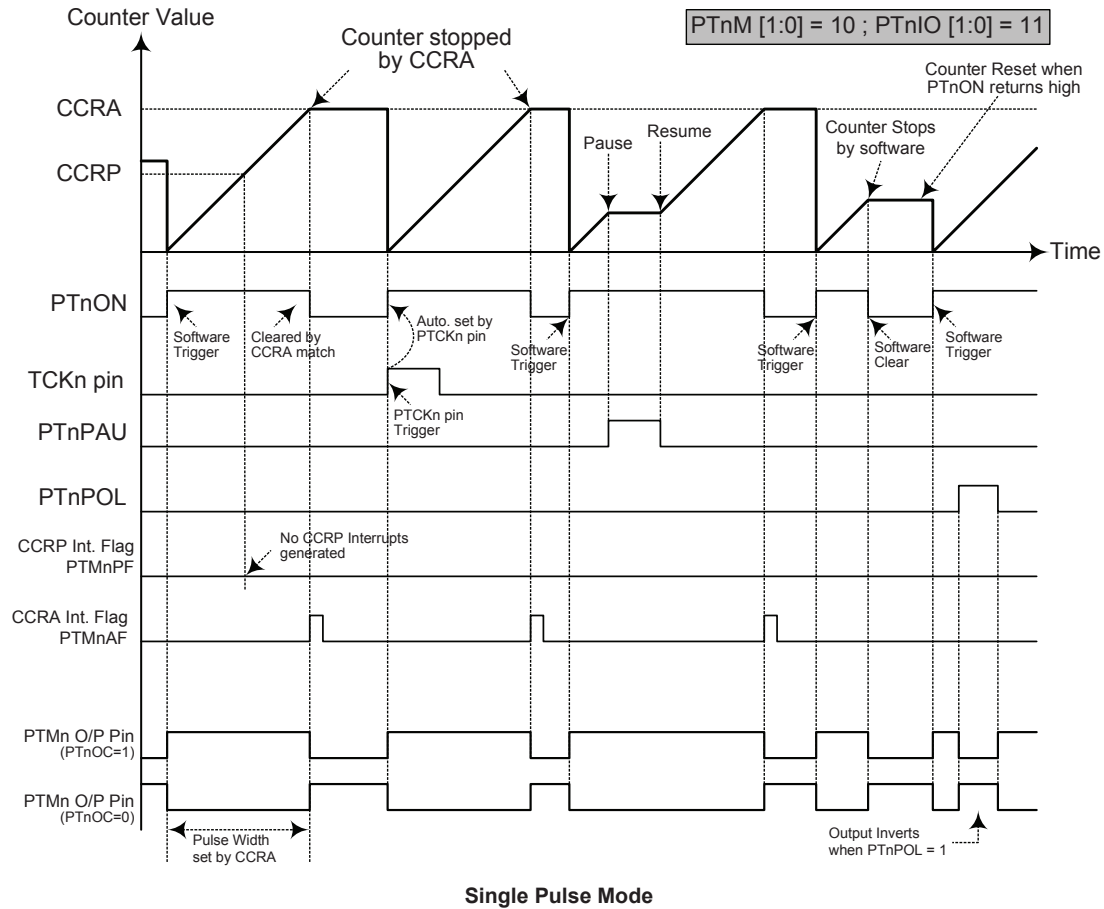 Counter Value
PTnM [1:0] = 10 ; PTnIO [1:0] = 11
Counter stopped
by CCRA
Counter Reset when
PTnON returns high
CCRA
CCRP
Pause
Resume
Counter Stops
by software
Time
PTnON
Software
Trigger
Cleared by
CCRA match
Auto. set by
PTCKn pin
Software
Trigger
Software
Trigger
Software
Clear
Software
Trigger
TCKn pin
PTCKn pin
Trigger
PTnPAU
PTnPOL
CCRP Int. Flag
PTMnPF
No CCRP Interrupts
generated
CCRA Int. Flag
PTMnAF
PTMn O/P Pin
(PTnOC=1)
PTMn O/P Pin
(PTnOC=0)
Pulse Width
set by CCRA
Output Inverts
when PTnPOL = 1
Single Pulse Mode